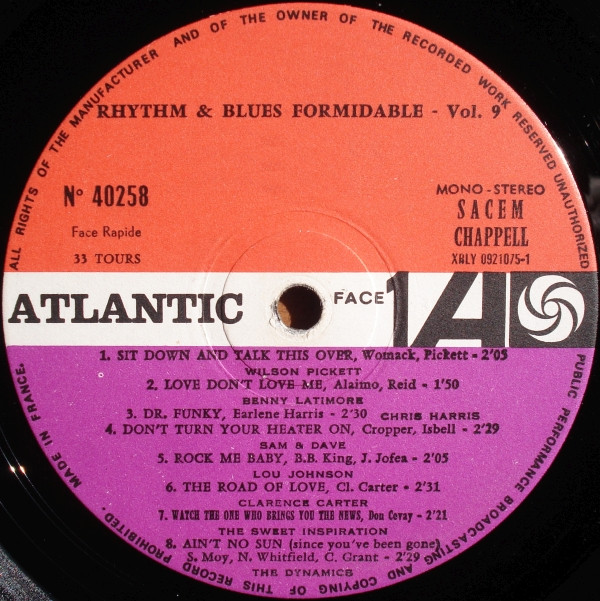 ALL RIGHTS OF THE MANUFACTURER AND OF THE OWNER OF THE RECORDED WORK RESERVED UNAUTHORIZED
PUBLIC PERFORMANCE BROADCASTING AND COPYING OF THIS RECORD PROHIBITED - MADE IN FRANCE.
RHYTHM & BLUES FORMIDABLE - Vol. 9
N° 40258
Face Rapide
33 TOURS
MONO - STEREO
SACEM
CHAPPELL
XRLY 0921075-1
ATLANTIC
FACE 1
A
1. SIT DOWN AND TALK THIS OVER, Womack, Pickett - 2'05
WILSON PICKETT
2. LOVE DON'T LOVE ME, Alaimo, Reid - 1'50
BENNY LATIMORE
3. DR. FUNKY, Earlene Harris - 2'30 CHRIS HARRIS
4. DON'T TURN YOUR HEATER ON, Cropper, Isbell - 2'29
SAM & DAVE
5. ROCK ME BABY, B.B. King, J. Jofea - 2'05
LOU JOHNSON
6. THE ROAD OF LOVE, Cl. Carter - 2'31
CLARENCE CARTER
7. WATCH THE ONE WHO BRINGS YOU THE NEWS, Don Covay - 2'21
THE SWEET INSPIRATION
8. AIN'T NO SUN (since you've been gone)
S. Moy, N. Whitfield, C. Grant - 2'29
THE DYNAMICS